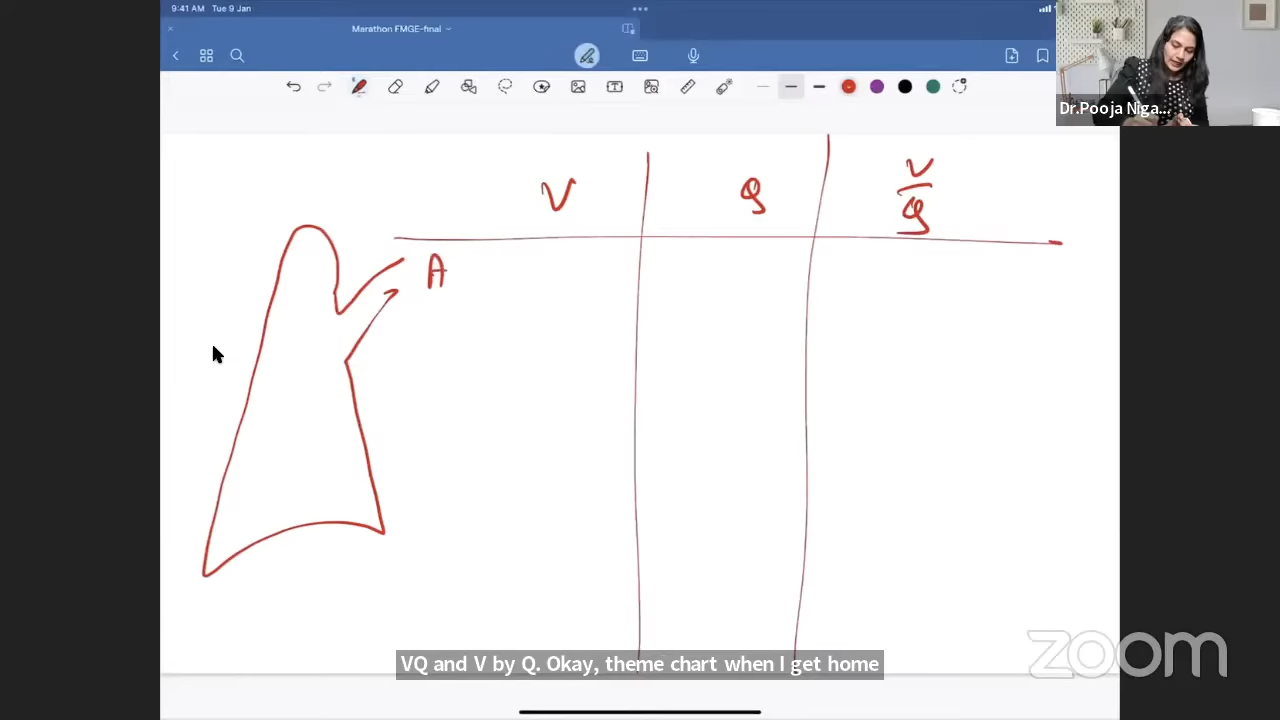 9:41 AM Tue 9 Jan
Marathon FMGE-final
Dr.Pooja Niga...
V
Q
V
Q
A
VQ and V by Q. Okay, theme chart when I get home
zoom